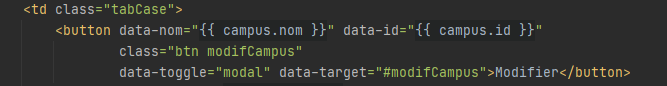 <td class="tabCase">
<button data-nom="{{ campus.nom }}" data-id="{{ campus.id }}"
class="btn modifCampus"
data-toggle="modal" data-target="#modifCampus">Modifier</button>